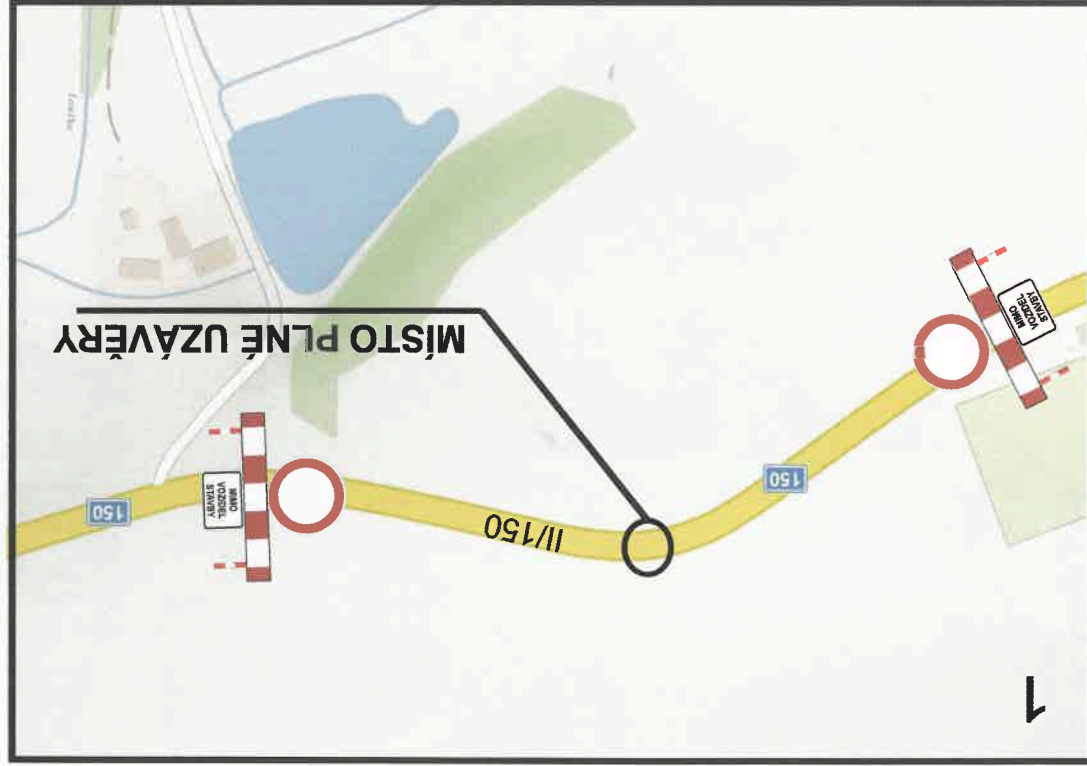 1
150
MIMO
VOZIDEL
STAVBY
II/150
150
MIMO
VOZIDEL
STAVBY
MÍSTO PLNÉ UZÁVĚRY